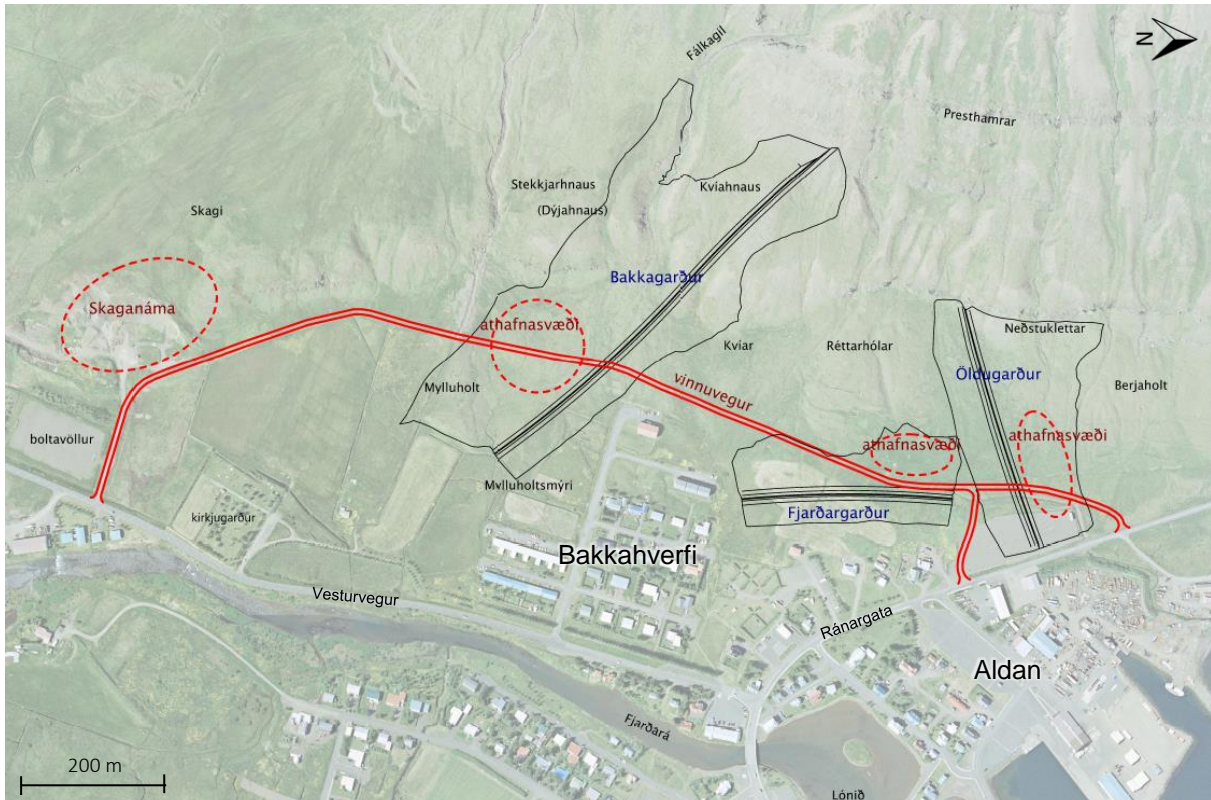 N
Fálkagil
Presthamrar
Stekkjarhnaus
(Dýjahnaus)
Kvíahnaus
Skagi
Bakkagarður
Skaganáma
athafnasvæði
Neðstuklettar
Kvíar
Réttarhólar
Öldugarður
Berjaholt
Mylluholt
vinnuvegur
boltavöllur
athafnasvæði
athafnasvæði
Mylluholtsmýri
Fjarðargarður
kirkjugarður
Bakkahverfi
Vesturvegur
Ránargata
Aldan
Fjarðará
200 m
Lónið